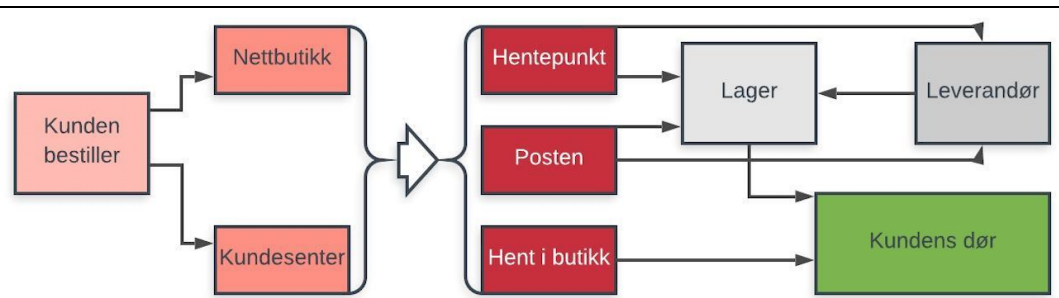 Kunden
bestiller
Nettbutikk
Kundesenter
Hentepunkt
Posten
Hent i butikk
Lager
Leverandør
Kundens dør